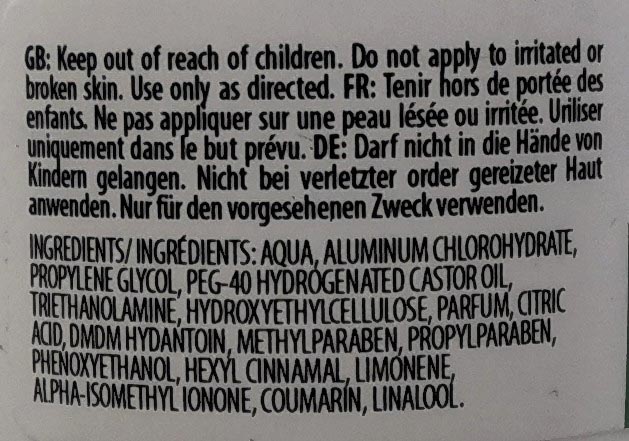 GB: Keep out of reach of children. Do not apply to irritated or
broken skin. Use only as directed. FR: Tenir hors de portée des
enfants. Ne pas appliquer sur une peau lésée ou irritée. Uriliser
uniquement dans le but prévu. DE: Darf nicht in die Hände von
Kindern gelangen. Nicht bei verletzter order gereizeter Haut
anwenden. Nur für den vorgesehenen Zweck verwenden.
INGREDIENTS/INGRÉDIENTS: AQUA, ALUMINUM CHLOROHYDRATE,
PROPYLENE GLYCOL, PEG-40 HYDROGENATED CASTOR OIL,
TRIETHANOLAMINE, HYDROXYETHYLCELLULOSE, PARFUM, CITRIC
ACID, DMDM HYDANTOIN, METHYLPARABEN, PROPYLPARABEN,
PHENOXYETHANOL, HEXYL CINNAMAL, LIMONENE,
ALPHA-ISOMETHYL IONONE, COUMARIN, LINALOOL.